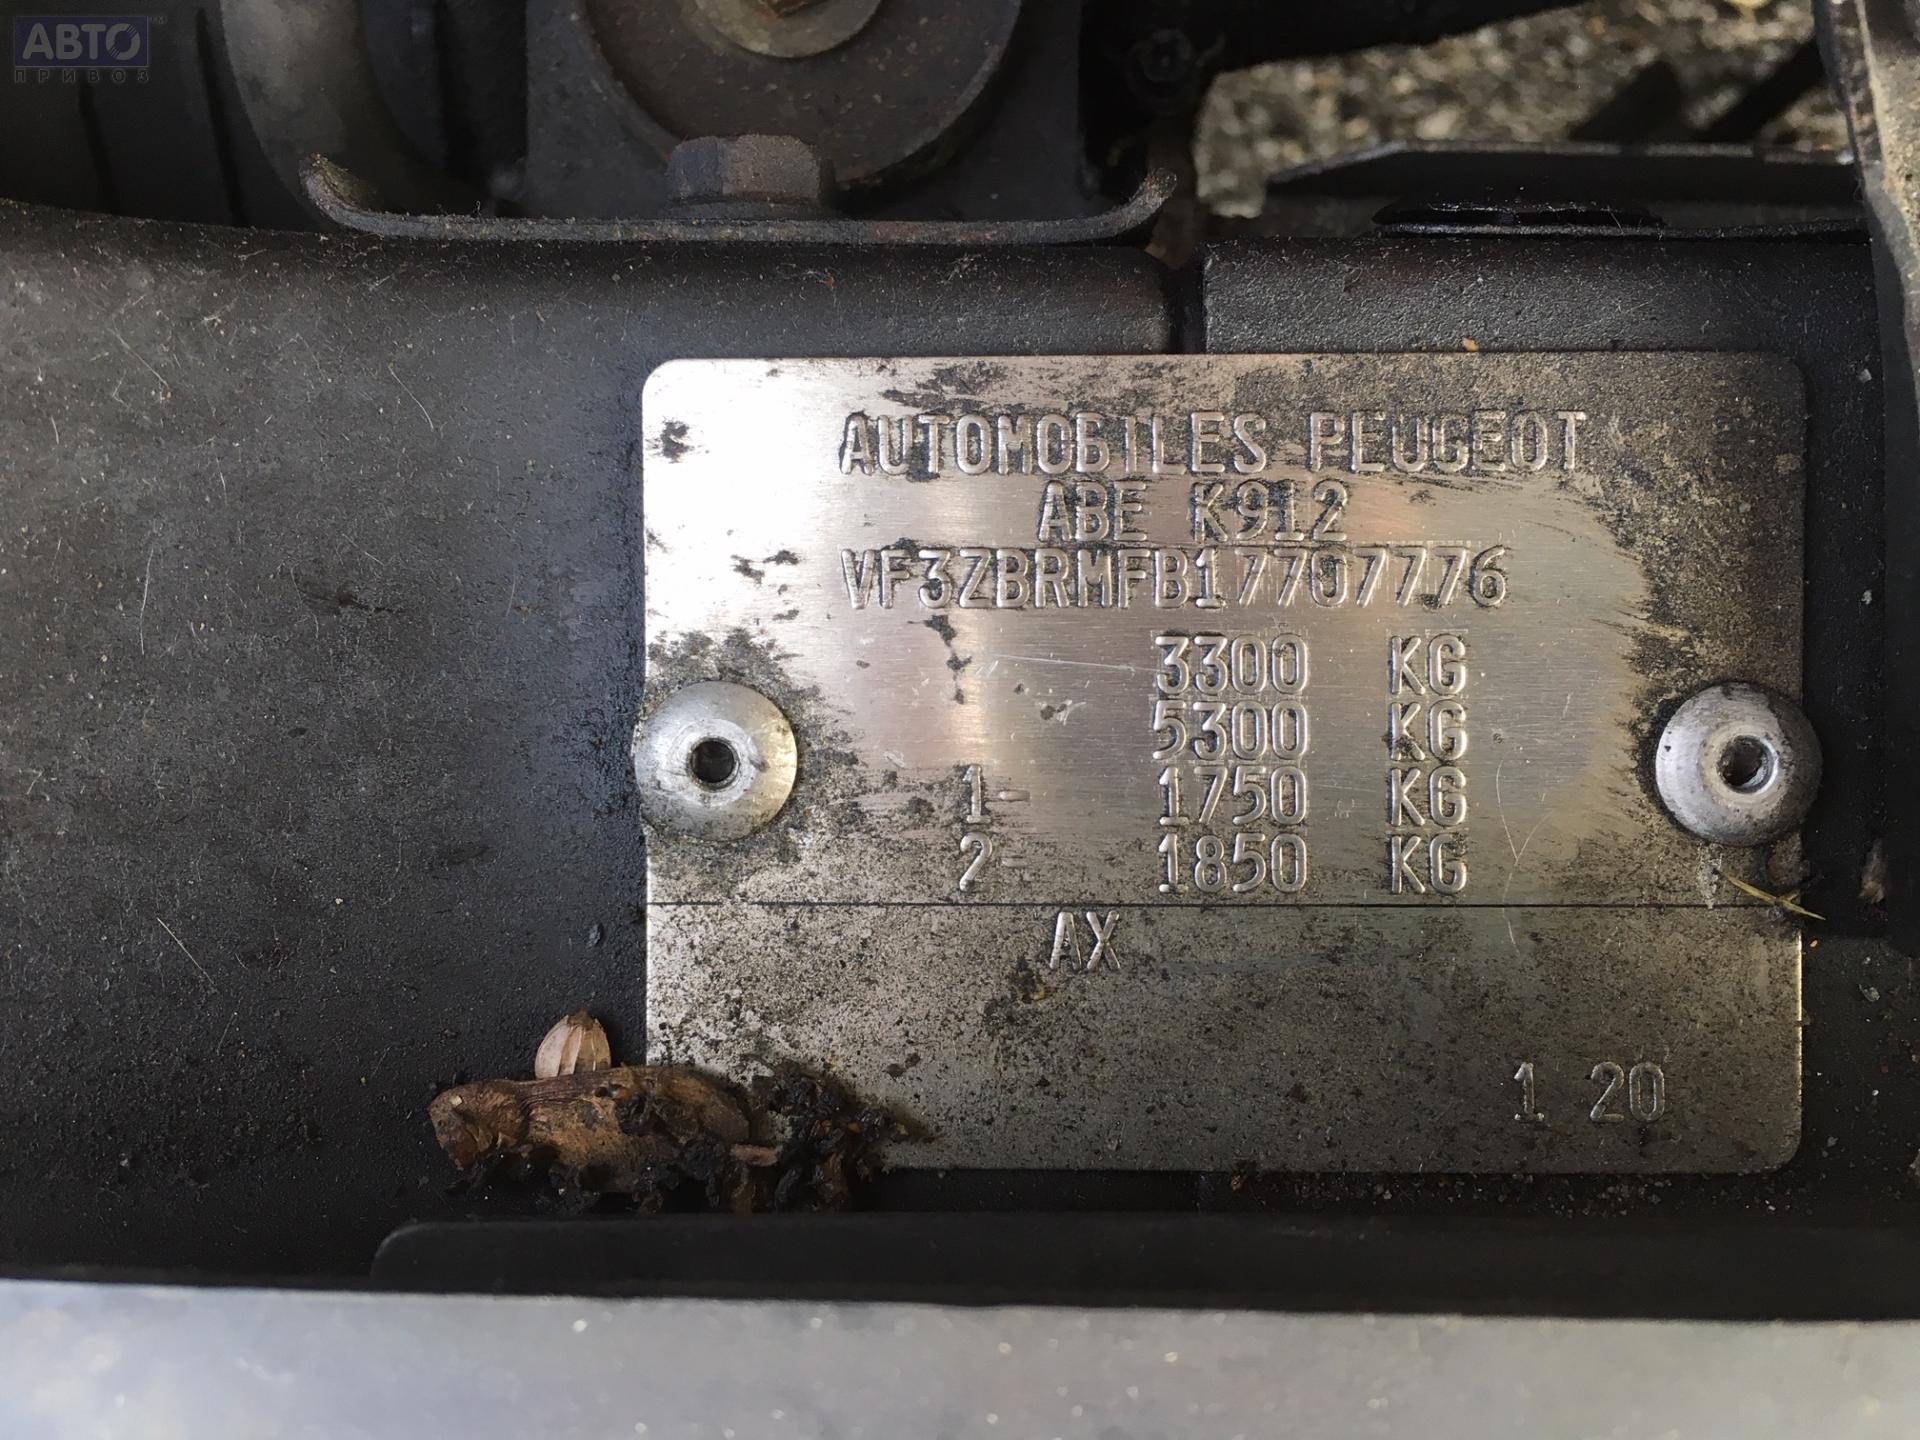 АВТО™
ПРИВОЗ
AUTOMOBILES PEUGEOT
ABE K912
VF3ZBRMFB17707776
3300 KG
5300 KG
1- 1750 KG
2- 1850 KG
AX
1 20